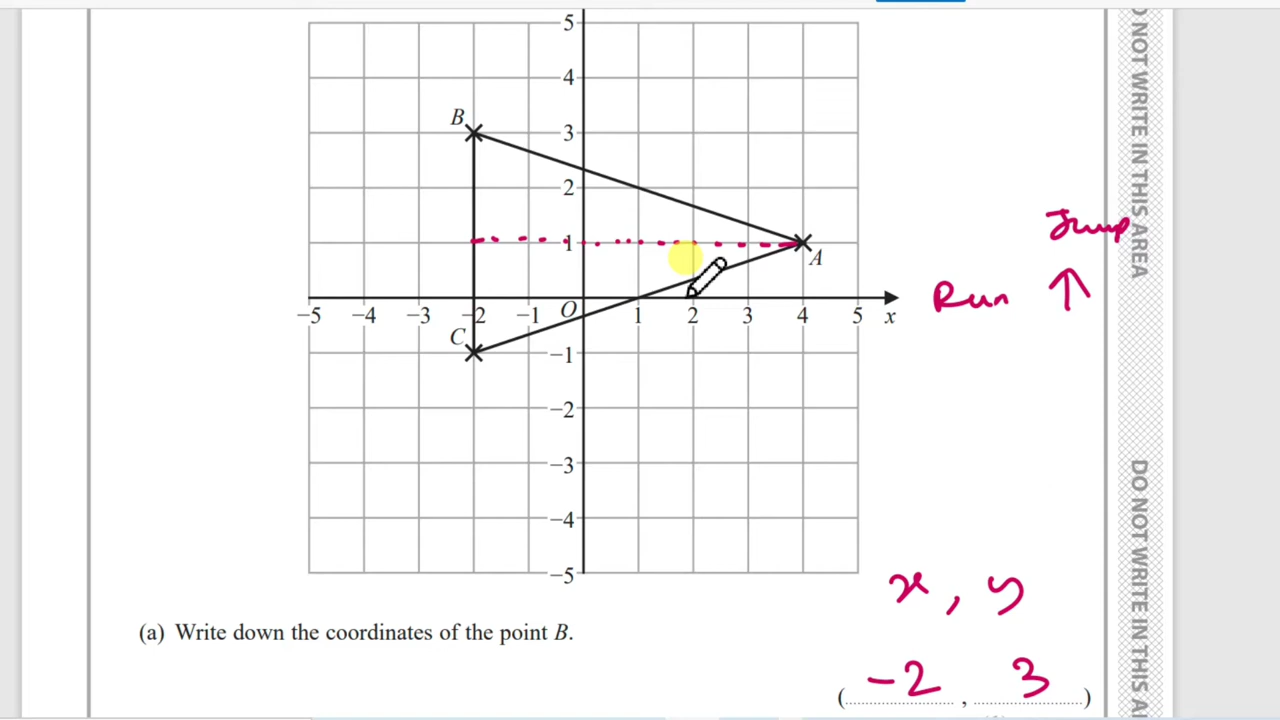 5
4
B
3
2
1
A
Jump
Run
−5 −4 −3 −2 −1 O 1 2 3 4 5 x
C
−1
−2
−3
−4
−5
x, y
(a) Write down the coordinates of the point B.
(−2, 3)
DO NOT WRITE IN THIS AREA
DO NOT WRITE IN THIS A